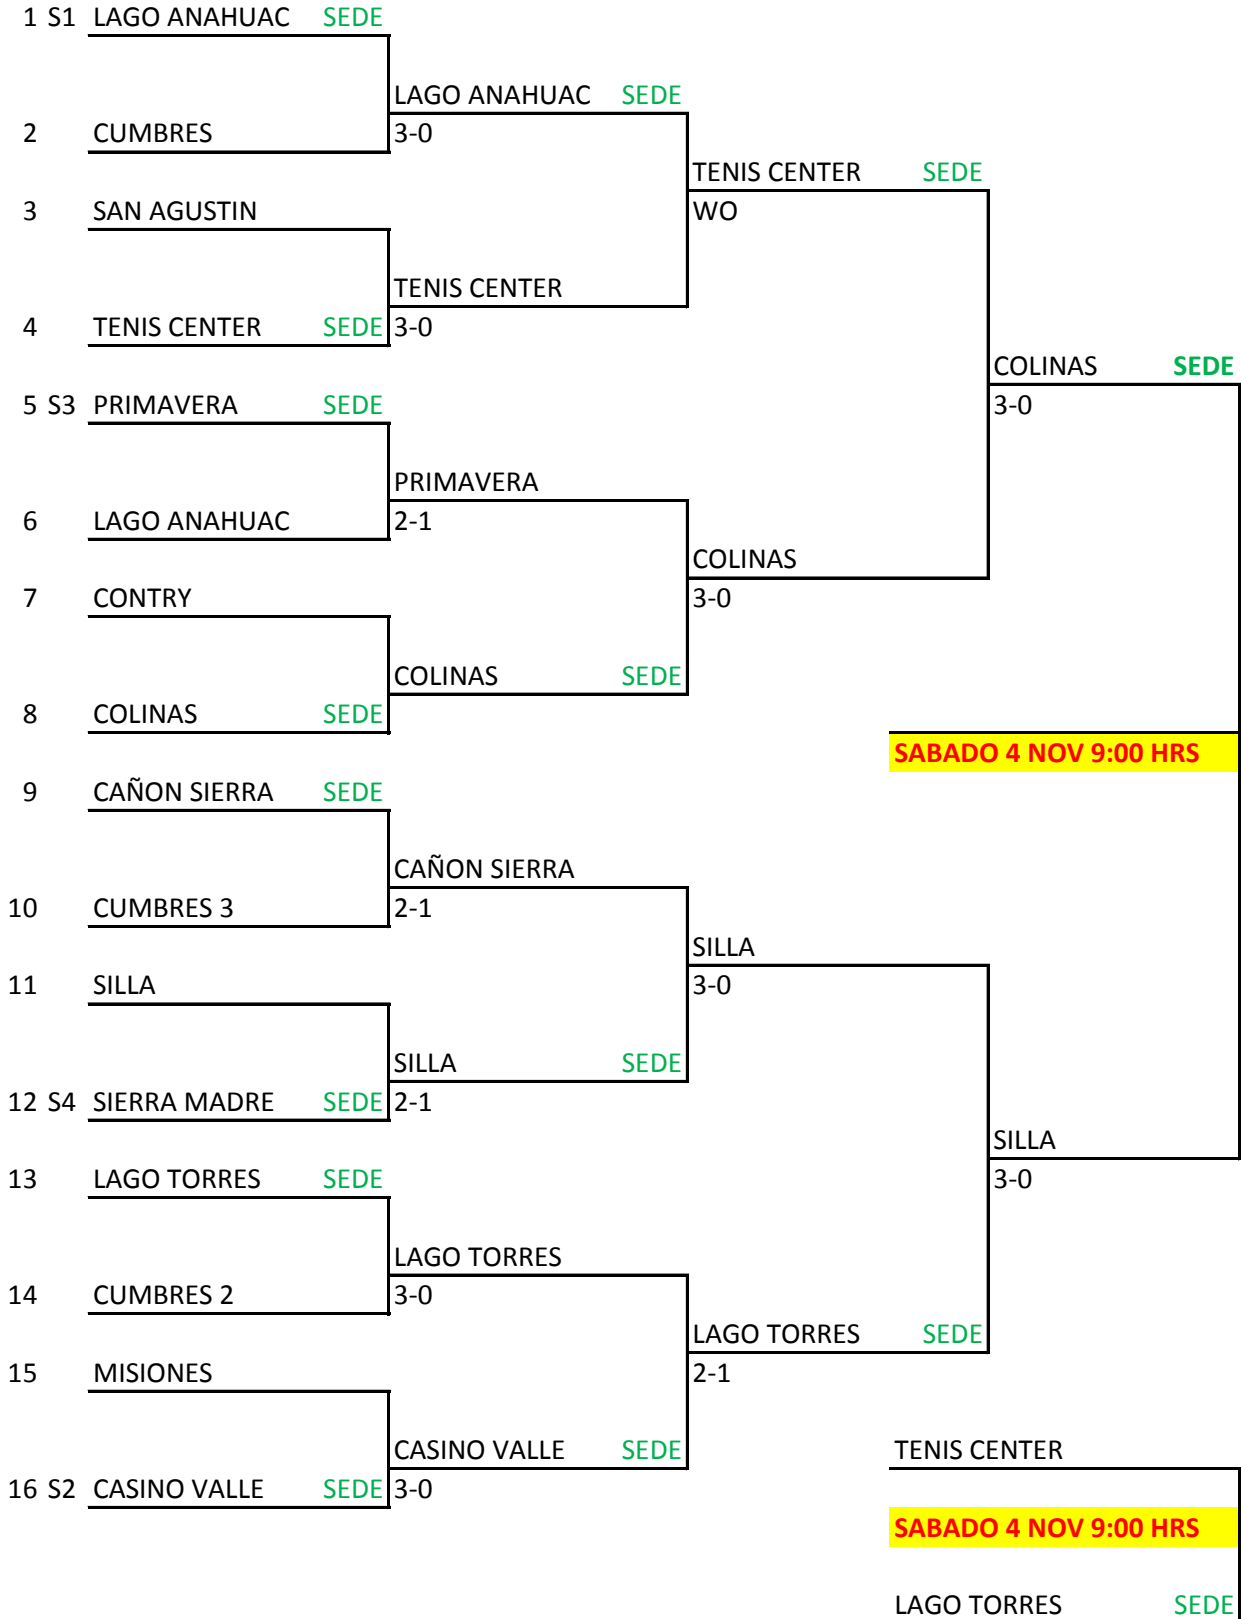 1 S1 LAGO ANAHUAC SEDE
LAGO ANAHUAC SEDE
2 CUMBRES 3-0
TENIS CENTER SEDE
3 SAN AGUSTIN WO
TENIS CENTER
4 TENIS CENTER SEDE 3-0
COLINAS SEDE
5 S3 PRIMAVERA SEDE 3-0
PRIMAVERA
6 LAGO ANAHUAC 2-1
COLINAS
7 CONTRY 3-0
COLINAS SEDE
8 COLINAS SEDE
SABADO 4 NOV 9:00 HRS
9 CAÑON SIERRA SEDE
CAÑON SIERRA
10 CUMBRES 3 2-1
SILLA
11 SILLA 3-0
SILLA SEDE
12 S4 SIERRA MADRE SEDE 2-1
SILLA
13 LAGO TORRES SEDE 3-0
LAGO TORRES
14 CUMBRES 2 3-0
LAGO TORRES SEDE
15 MISIONES 2-1
CASINO VALLE SEDE TENIS CENTER
16 S2 CASINO VALLE SEDE 3-0
SABADO 4 NOV 9:00 HRS
LAGO TORRES SEDE